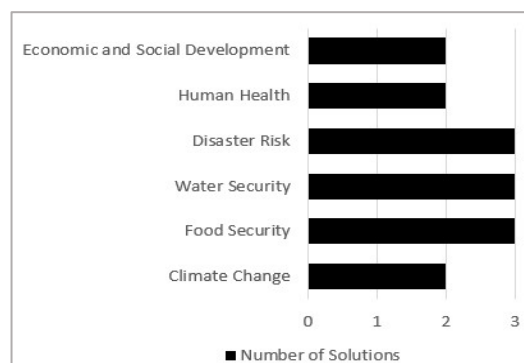 Economic and Social Development
Human Health
Disaster Risk
Water Security
Food Security
Climate Change
0 1 2 3
Number of Solutions